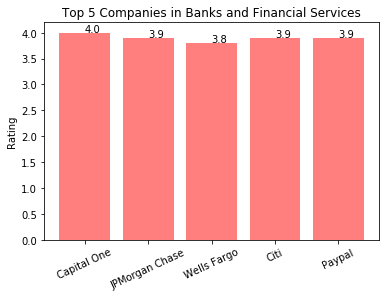 Top 5 Companies in Banks and Financial Services
4.0
3.9
3.8
3.9
3.9
4.0
3.5
3.0
2.5
2.0
1.5
1.0
0.5
0.0
Rating
Capital One
JPMorgan Chase
Wells Fargo
Citi
Paypal